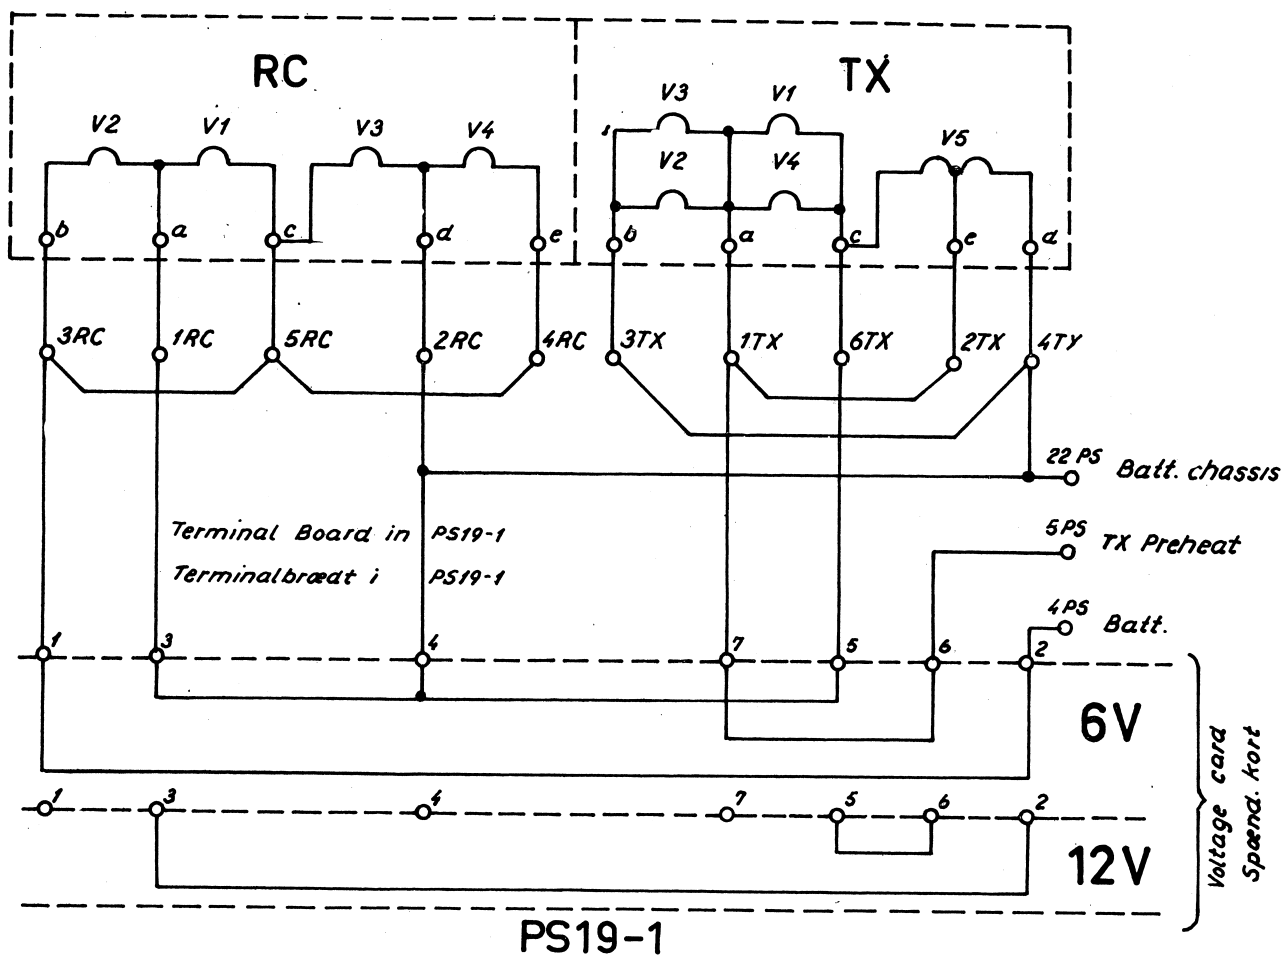 RC
TX
V2
V1
V3
V4
V3
V1
V2
V4
V5
b
a
c
d
e
b
a
c
e
d
3RC
1RC
5RC
2RC
4RC
3TX
1TX
6TX
2TX
4TY
22 PS
Batt. chassis
Terminal Board in PS19-1
5PS
TX Preheat
Terminalbrædt i PS19-1
4PS
Batt.
1
3
4
7
5
6
2
6V
1
3
4
7
5
6
2
12V
Voltage card
Spænd. kort
PS19-1